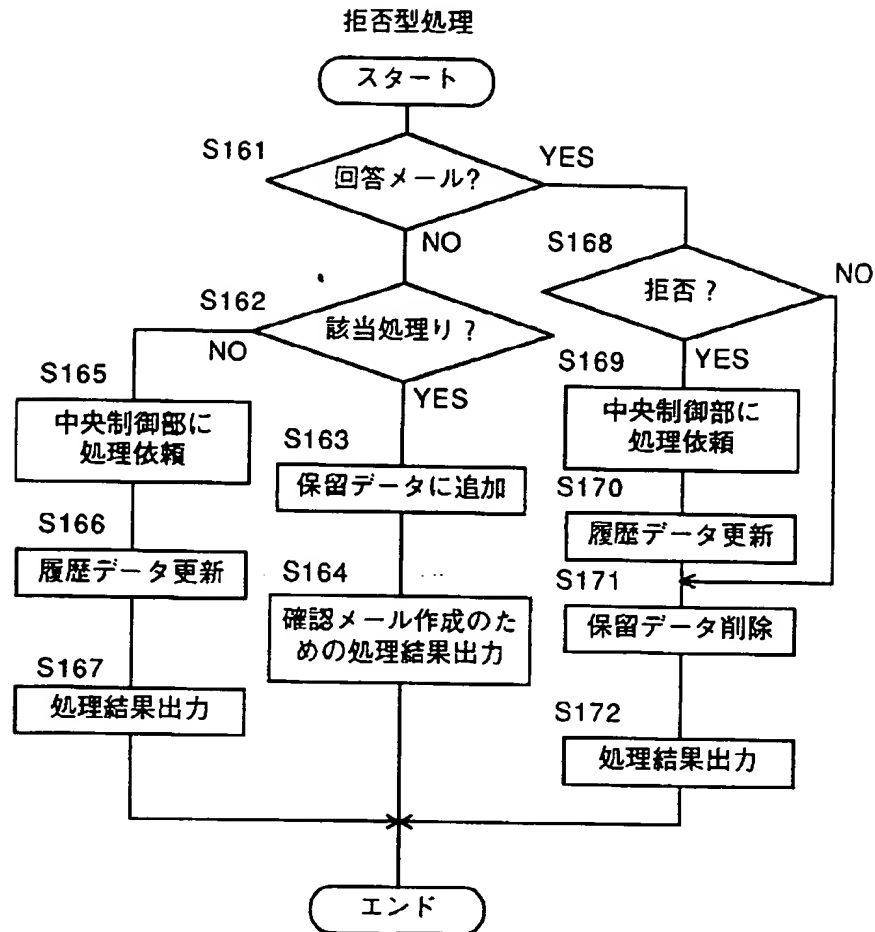 拒否型処理
スタート
S161
回答メール?
YES
NO
S168
拒否?
NO
S162
該当処理り?
NO
YES
YES
S165
中央制御部に
処理依頼
S163
保留データに追加
S169
中央制御部に
処理依頼
S166
履歴データ更新
S164
確認メール作成のた
めの処理結果出力
S170
履歴データ更新
S171
保留データ削除
S167
処理結果出力
S172
処理結果出力
エンド